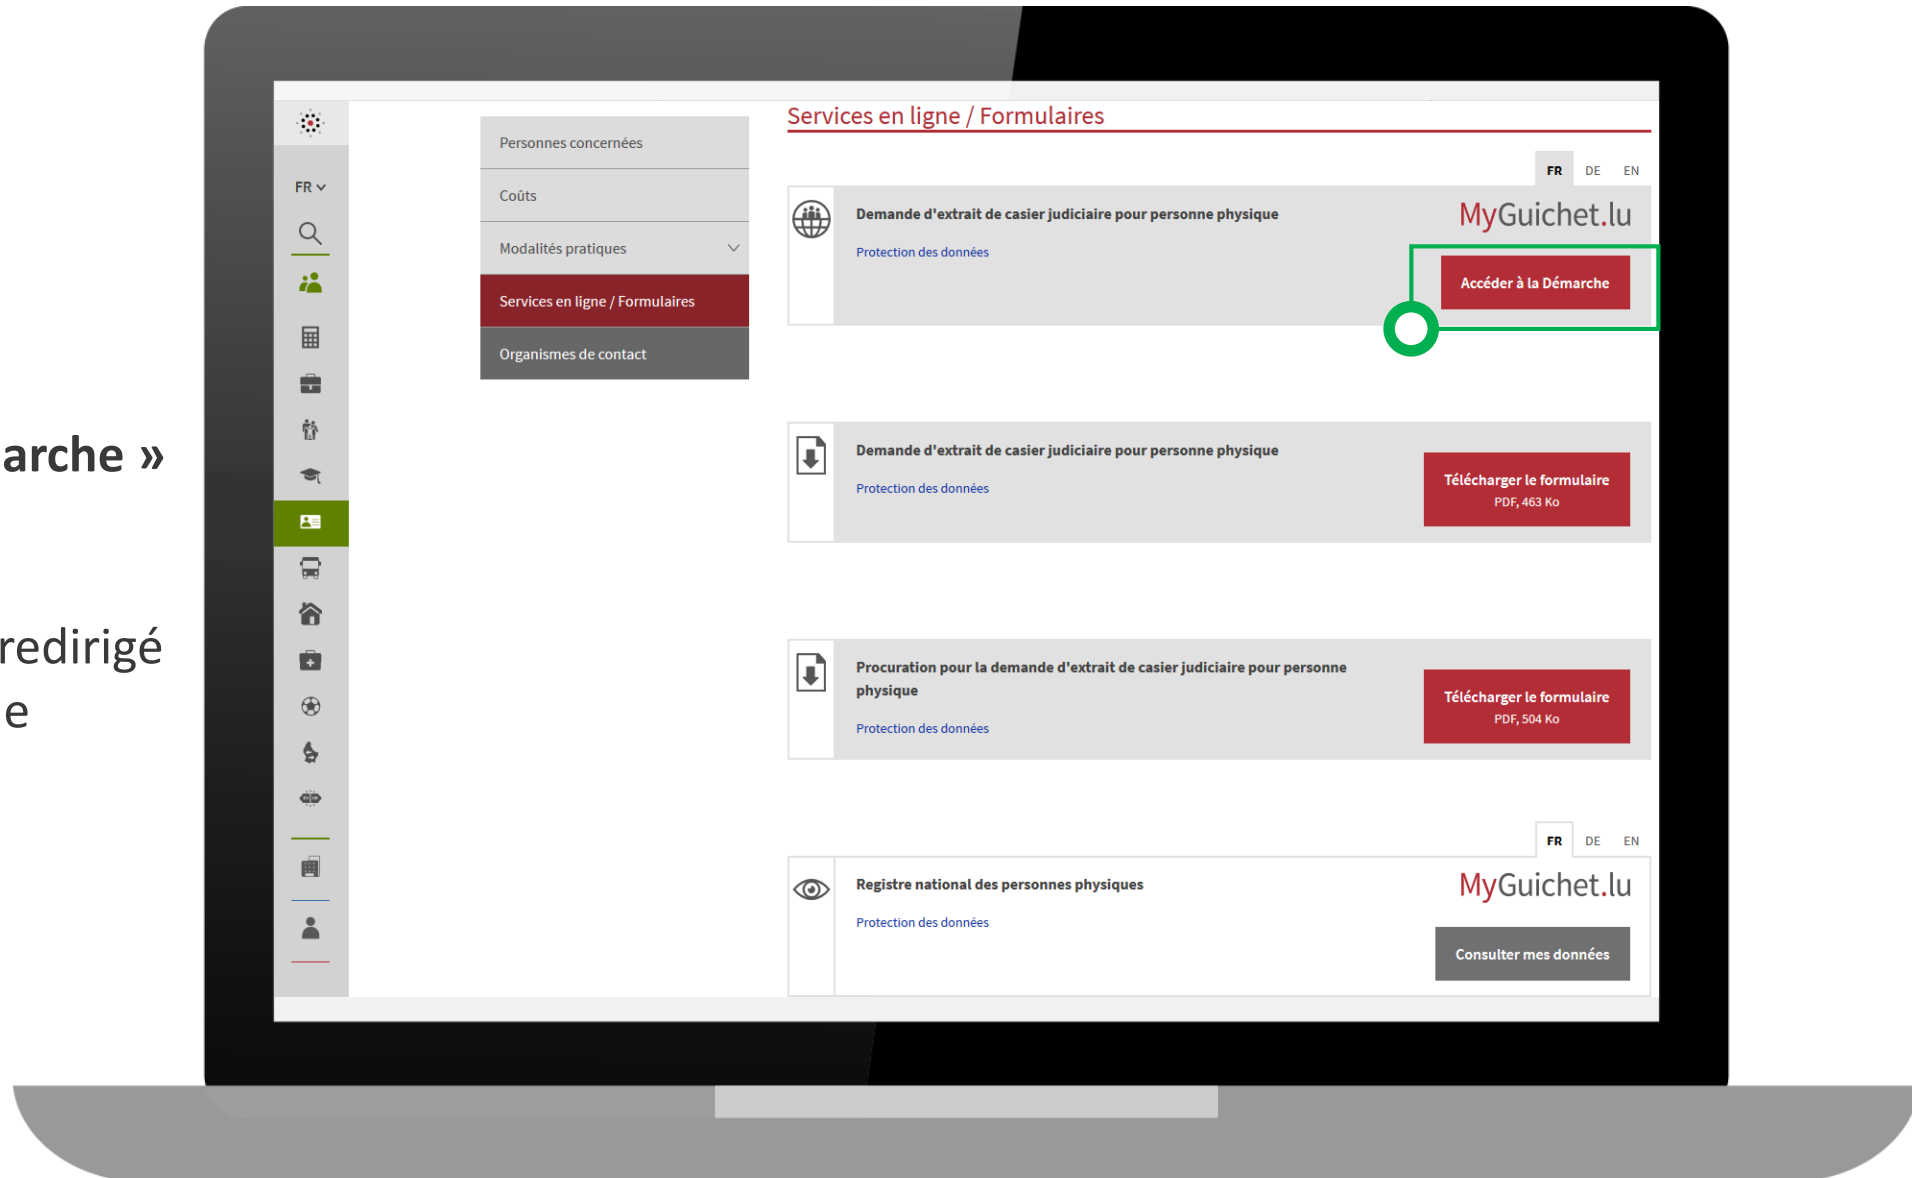 arche »
redirigé
e
FR
Personnes concernées
Coûts
Modalités pratiques
Services en ligne / Formulaires
Organismes de contact
Services en ligne / Formulaires
FR DE EN
Demande d'extrait de casier judiciaire pour personne physique
Protection des données
MyGuichet.lu
Accéder à la Démarche
Demande d'extrait de casier judiciaire pour personne physique
Protection des données
Télécharger le formulaire
PDF, 463 Ko
Procuration pour la demande d'extrait de casier judiciaire pour personne
physique
Protection des données
Télécharger le formulaire
PDF, 504 Ko
FR DE EN
Registre national des personnes physiques
Protection des données
MyGuichet.lu
Consulter mes données